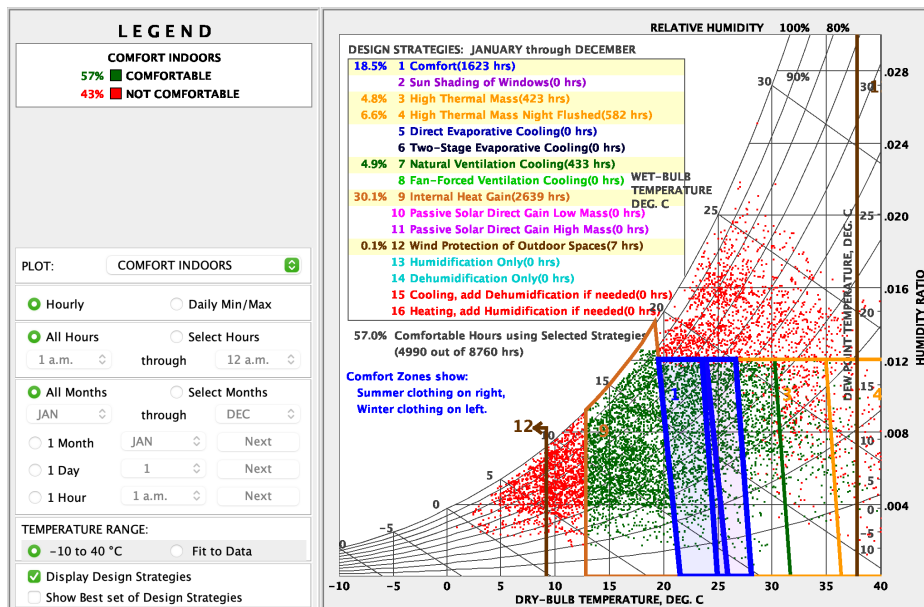 LEGEND
COMFORT INDOORS
57% COMFORTABLE
43% NOT COMFORTABLE
PLOT: COMFORT INDOORS
Hourly Daily Min/Max
All Hours Select Hours
1 a.m. through 12 a.m.
All Months Select Months
JAN through DEC
1 Month JAN Next
1 Day 1 Next
1 Hour 1 a.m. Next
TEMPERATURE RANGE:
-10 to 40 °C Fit to Data
Display Design Strategies
Show Best set of Design Strategies
RELATIVE HUMIDITY 100% 80%
90%
DESIGN STRATEGIES: JANUARY through DECEMBER
18.5% 1 Comfort(1623 hrs)
2 Sun Shading of Windows(0 hrs)
4.8% 3 High Thermal Mass(423 hrs)
6.6% 4 High Thermal Mass Night Flushed(582 hrs)
5 Direct Evaporative Cooling(0 hrs)
6 Two-Stage Evaporative Cooling(0 hrs)
4.9% 7 Natural Ventilation Cooling(433 hrs)
8 Fan-Forced Ventilation Cooling(0 hrs)
30.1% 9 Internal Heat Gain(2639 hrs)
10 Passive Solar Direct Gain Low Mass(0 hrs)
11 Passive Solar Direct Gain High Mass(0 hrs)
0.1% 12 Wind Protection of Outdoor Spaces(7 hrs)
13 Humidification Only(0 hrs)
14 Dehumidification Only(0 hrs)
15 Cooling, add Dehumidfication if needed(0 hrs)
16 Heating, add Humidification if needed(0 hrs)
57.0% Comfortable Hours using Selected Strategies
(4990 out of 8760 hrs)
Comfort Zones show:
Summer clothing on right,
Winter clothing on left.
WET-BULB
TEMPERATURE
DEG. C
30
25
20
15
10
5
0
-5
-10
12
9
1
3
4
DEW POINT TEMPERATURE, DEG. C
30
20
15
10
5
0
-5
10
HUMIDITY RATIO
.028
.024
.020
.016
.012
.008
.004
-10 -5 0 5 10 15 20 25 30 35 40
DRY-BULB TEMPERATURE, DEG. C